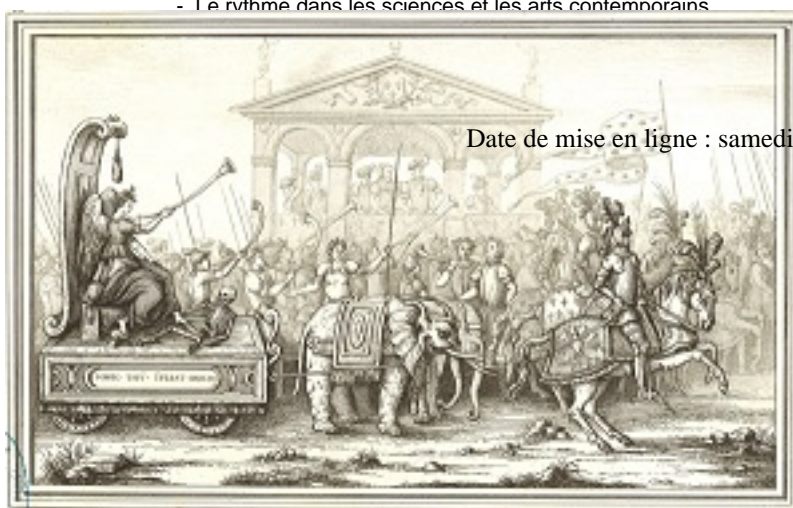 - Le rythme dans les sciences et les arts contemporains
Date de mise en ligne : samedi